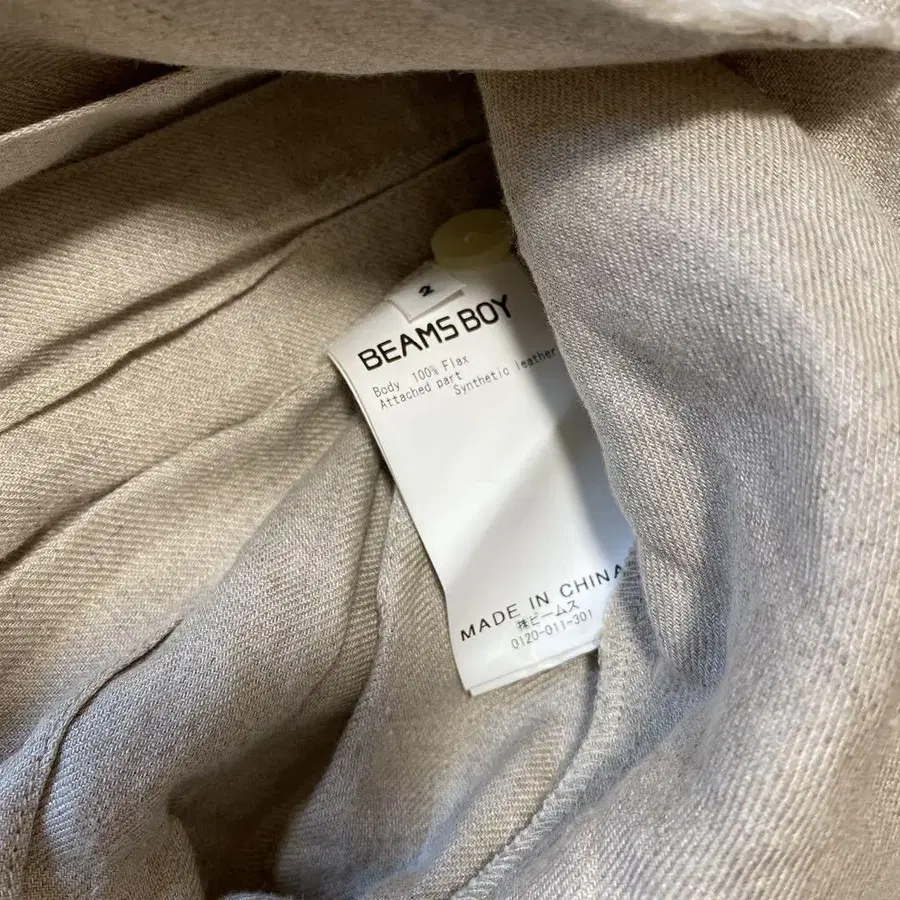 2
BEAMS BOY
Body 100% Flax
Attached part
Synthetic leather
MADE IN CHINA
㈱ビームス
0120-011-301